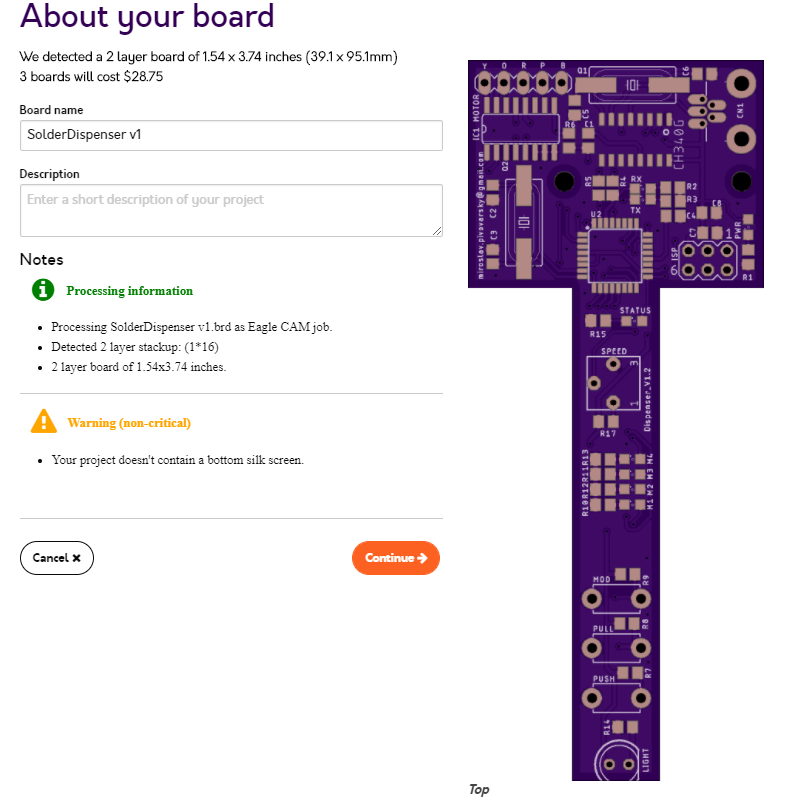 About your board
We detected a 2 layer board of 1.54 x 3.74 inches (39.1 x 95.1mm)
3 boards will cost $28.75
Board name
SolderDispenser v1
Description
Enter a short description of your project
Notes
Processing information
Processing SolderDispenser v1.brd as Eagle CAM job.
Detected 2 layer stackup: (1*16)
2 layer board of 1.54x3.74 inches.
Warning (non-critical)
Your project doesn't contain a bottom silk screen.
Cancel
Continue
Y O R P B
Q1
C6
MOTOR
IC1
R6
C5
C1
CH340G
CN1
miroslav.pivovarsky@gmail.com
Q2
C2
C3
R5
R4
RX
TX
R2
R3
C4
C8
C7
U2
1
PWR
ISP
6
R1
STATUS
R15
SPEED
3
1
Dispenser_V1.2
R17
R10 R12 R11 R13
M1 M2 M3 M4
MOD
R9
PULL
R8
PUSH
R7
R14
LIGHT
Top